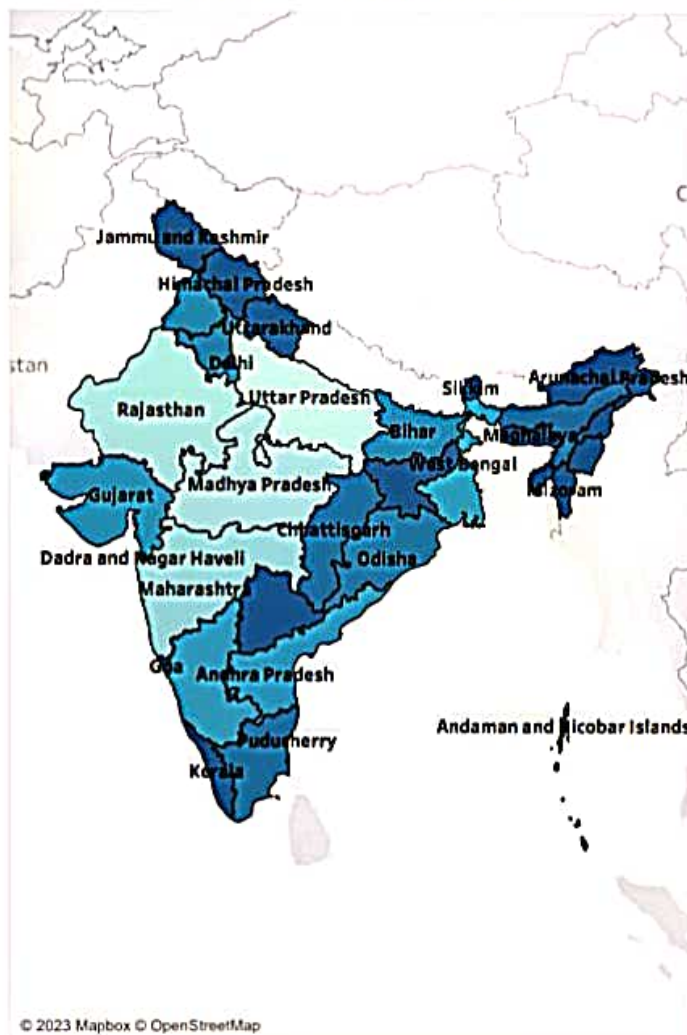 C
Jammu and Kashmir
Himachal Pradesh
Uttarakhand
stan
Delhi
Arunachal Pradesh
Sikkim
Uttar Pradesh
Rajasthan
Bihar
Meghalaya
West Bengal
Madhya Pradesh
Gujarat
Mizoram
Chhattisgarh
Dadra and Nagar Haveli
Odisha
Maharashtra
Goa
Andhra Pradesh
Andaman and Nicobar Islands
Puducherry
Kerala
© 2023 Mapbox © OpenStreetMap